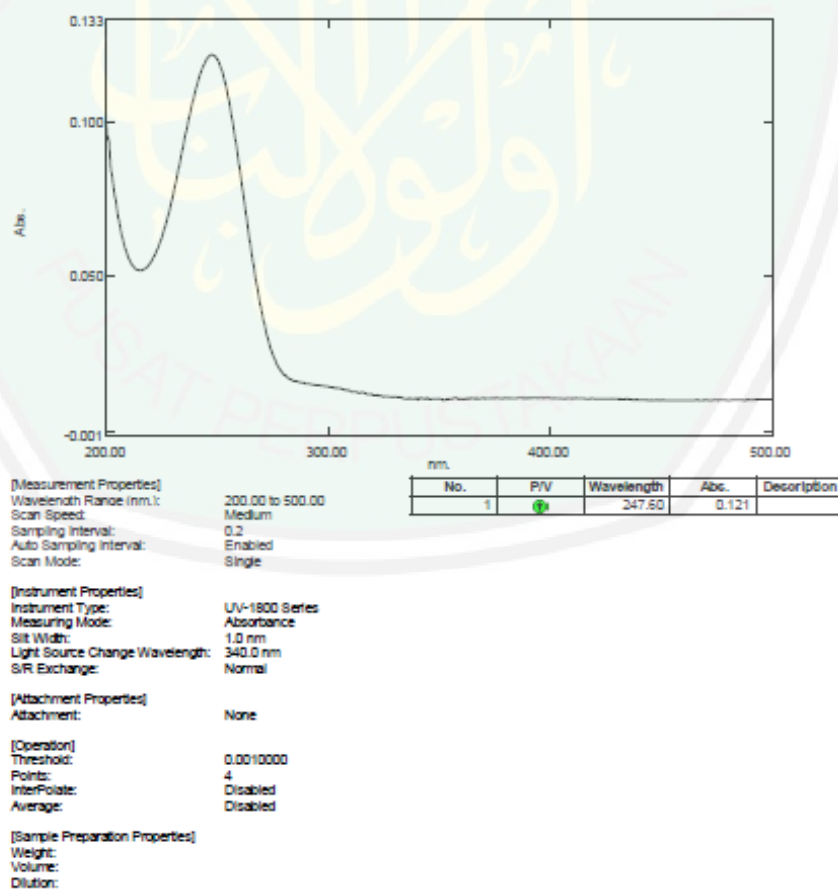 0.133
0.100
Abs.
0.050
-0.001
200.00 300.00 400.00 500.00
nm.
No. P/V Wavelength Abs. Description
1 247.60 0.121
[Measurement Properties]
Wavelength Range (nm.): 200.00 to 500.00
Scan Speed: Medium
Sampling Interval: 0.2
Auto Sampling Interval: Enabled
Scan Mode: Single
[Instrument Properties]
Instrument Type: UV-1800 Series
Measuring Mode: Absorbance
Slit Width: 1.0 nm
Light Source Change Wavelength: 340.0 nm
S/R Exchange: Normal
[Attachment Properties]
Attachment: None
[Operation]
Threshold: 0.0010000
Points: 4
InterPolate: Disabled
Average: Disabled
[Sample Preparation Properties]
Weight:
Volume:
Dilution:
PUSAT PERPUSTAKAAN